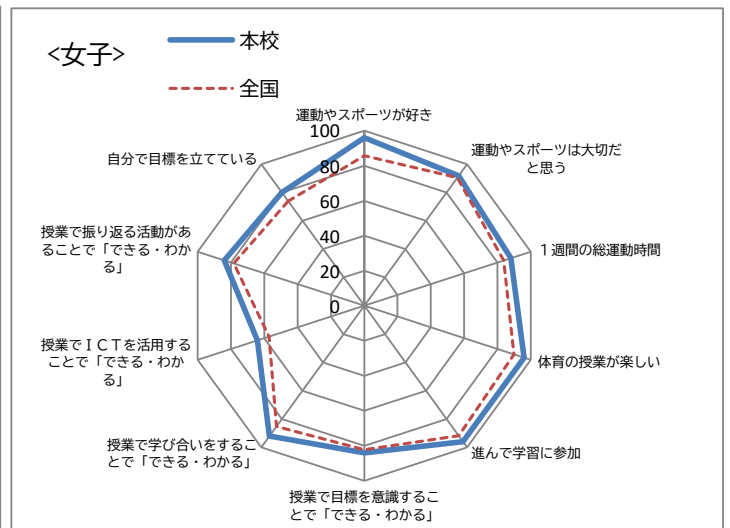 <女子>
本校
全国
運動やスポーツが好き
運動やスポーツは大切だ
と思う
１週間の総運動時間
体育の授業が楽しい
進んで学習に参加
授業で目標を意識するこ
とで「できる・わかる」
授業で学び合いをするこ
とで「できる・わかる」
授業でＩＣＴを活用する
ことで「できる・わか
る」
授業で振り返る活動があ
ることで「できる・わか
る」
自分で目標を立てている
100
80
60
40
20
0